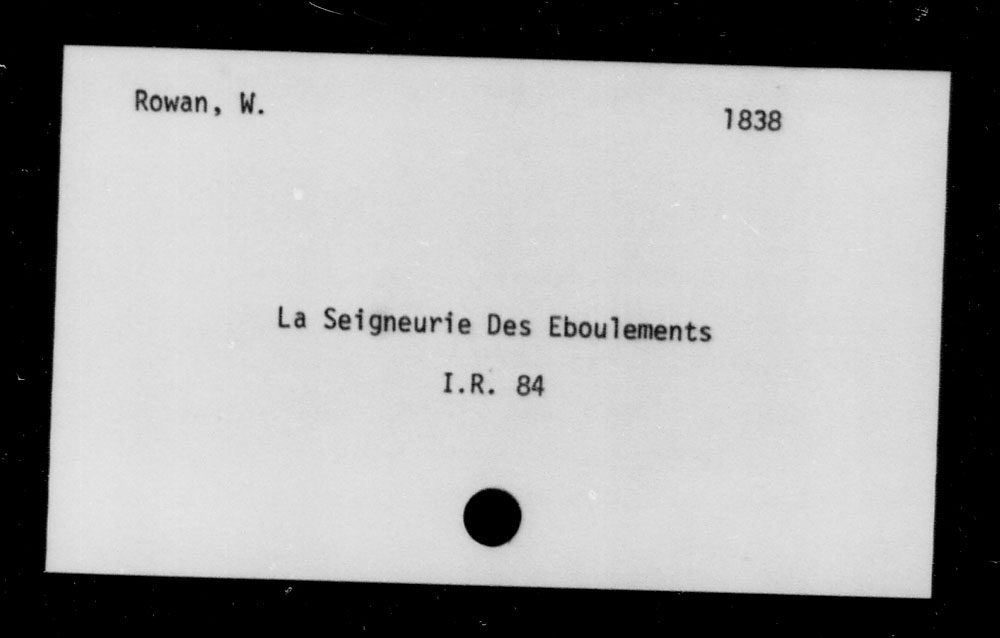 Rowan, W.
1838
La Seigneurie Des Eboulements
I.R. 84